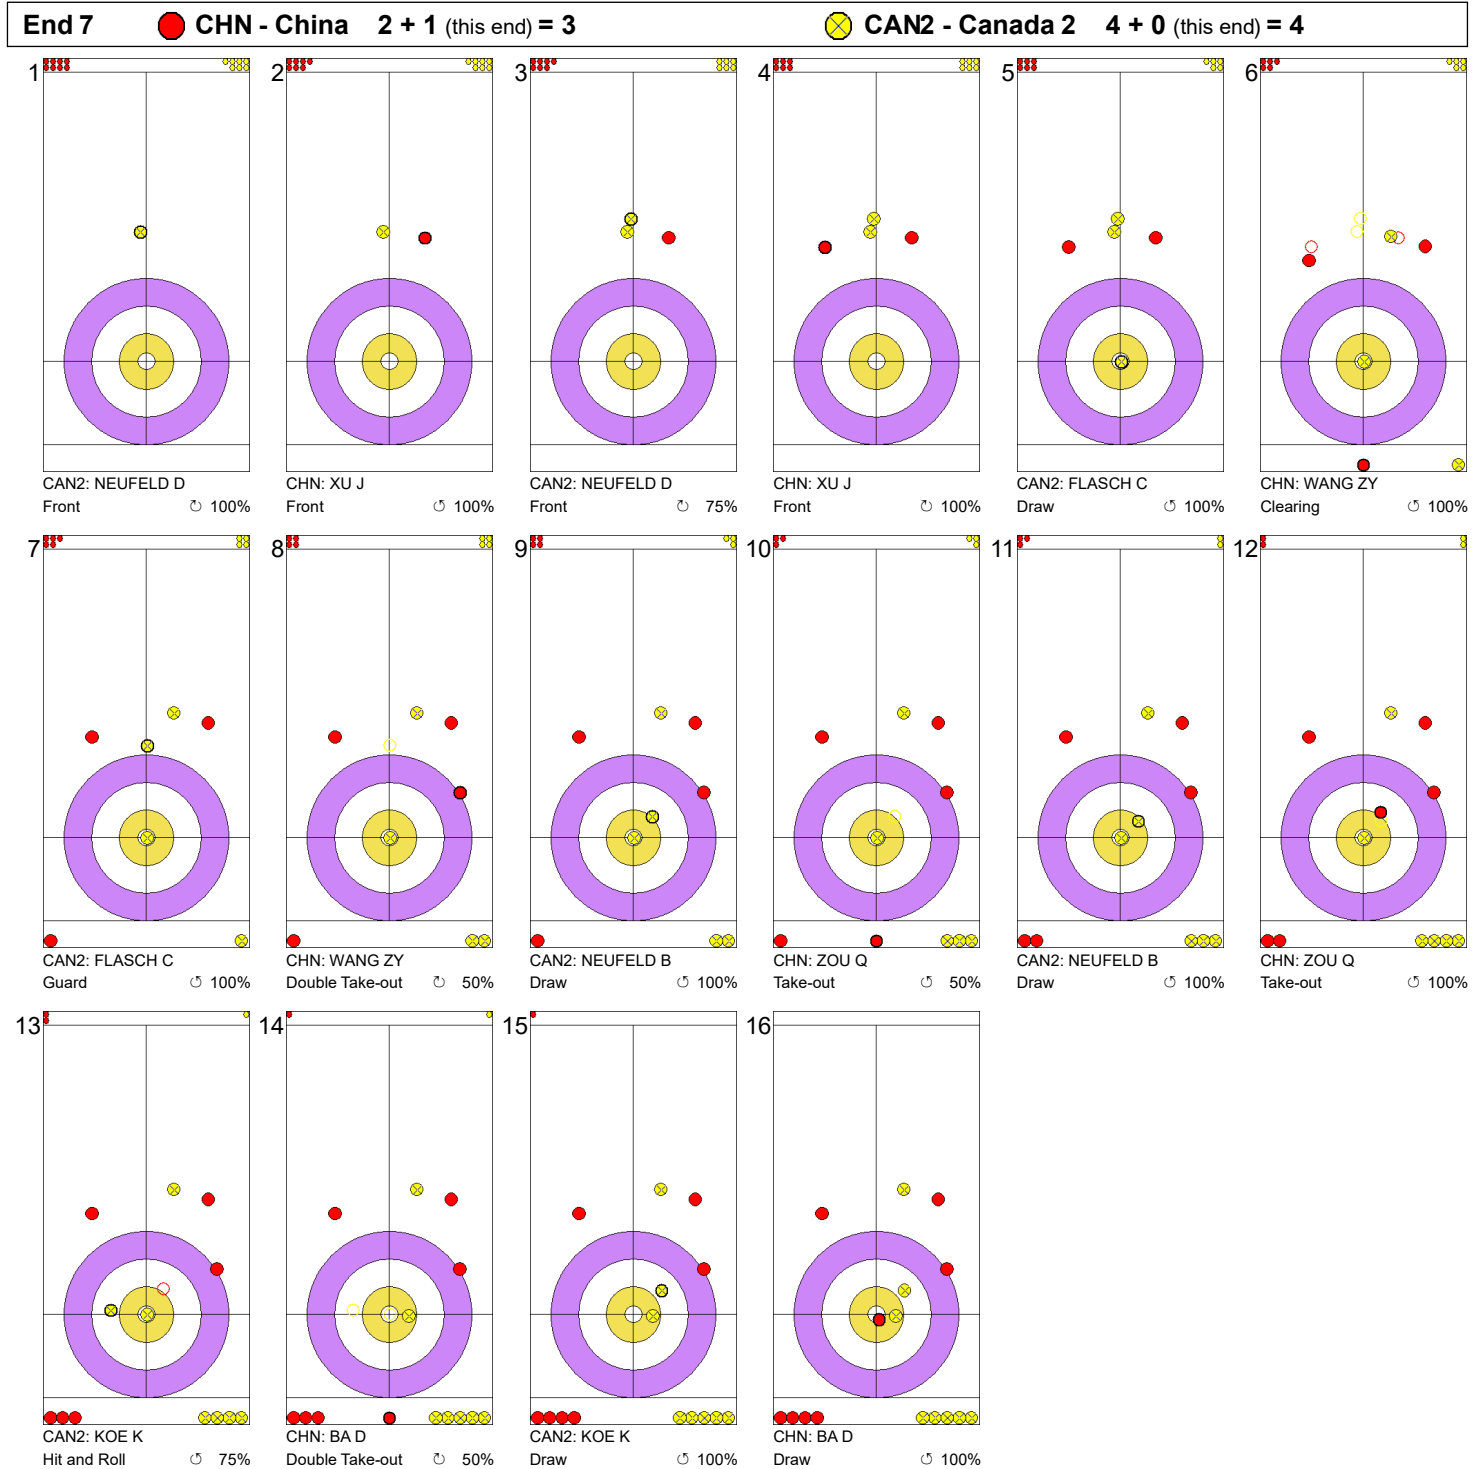 End 7 CHN - China 2 + 1 (this end) = 3 CAN2 - Canada 2 4 + 0 (this end) = 4
1 2 3 4 5 6
CAN2: NEUFELD D CHN: XU J CAN2: NEUFELD D CHN: XU J CAN2: FLASCH C CHN: WANG ZY
Front ↻ 100% Front ↺ 100% Front ↻ 75% Front ↺ 100% Draw ↺ 100% Clearing ↺ 100%
7 8 9 10 11 12
CAN2: FLASCH C CHN: WANG ZY CAN2: NEUFELD B CHN: ZOU Q CAN2: NEUFELD B CHN: ZOU Q
Guard ↺ 100% Double Take-out ↻ 50% Draw ↺ 100% Take-out ↺ 50% Draw ↺ 100% Take-out ↺ 100%
13 14 15 16
CAN2: KOE K CHN: BA D CAN2: KOE K CHN: BA D
Hit and Roll ↺ 75% Double Take-out ↻ 50% Draw ↺ 100% Draw ↺ 100%